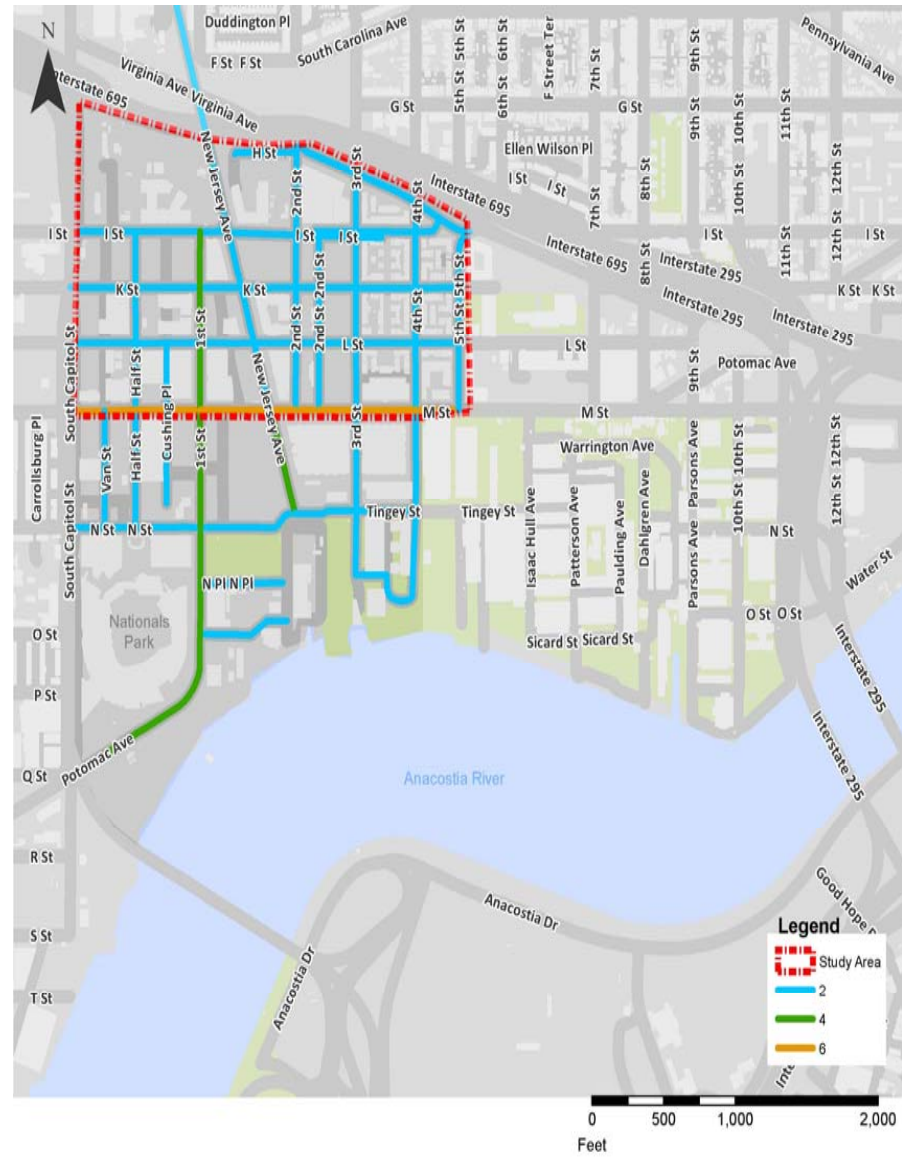 Duddington Pl
N
South Carolina Ave
Pennsylvania Ave
F St F St
5th St 5th St
6th St 6th St
F Street Ter
7th St
9th St
Virginia Ave Virginia Ave
Interstate 695
G St
G St
9th St
10th St 10th St
11th St
New Jersey Ave
H St
3rd St
Ellen Wilson Pl
I St
I St
8th St
12th St 12th St
2nd St
4th St
Interstate 695
7th St
I St
I St
I St
I St
I St
I St
11th St
8th St
Interstate 695
Interstate 295
Interstate 295
Interstate 295
K St
K St
K St K St
2nd St
2nd St 2nd St
4th St
5th St 5th St
South Capitol St
Half St
1st St
L St
L St
New Jersey Ave
9th St
Potomac Ave
Cushing Pl
M St
M St
Carrollsburg Pl
Van St
Half St
1st St
3rd St
Warrington Ave
Parsons Ave
10th St 10th St
12th St 12th St
South Capitol St
N St
N St
Tingey St
Tingey St
Isaac Hull Ave
Patterson Ave
Paulding Ave
Dahlgren Ave
Parsons Ave
N St
Water St
N Pl N Pl
Nationals
Park
O St
O St O St
Sicard St
Sicard St
Interstate 295
P St
Interstate 295
Potomac Ave
Q St
Anacostia River
R St
Anacostia Dr
S St
Anacostia Dr
T St
Legend
Study Area
2
4
6
0
500
1,000
2,000
Feet